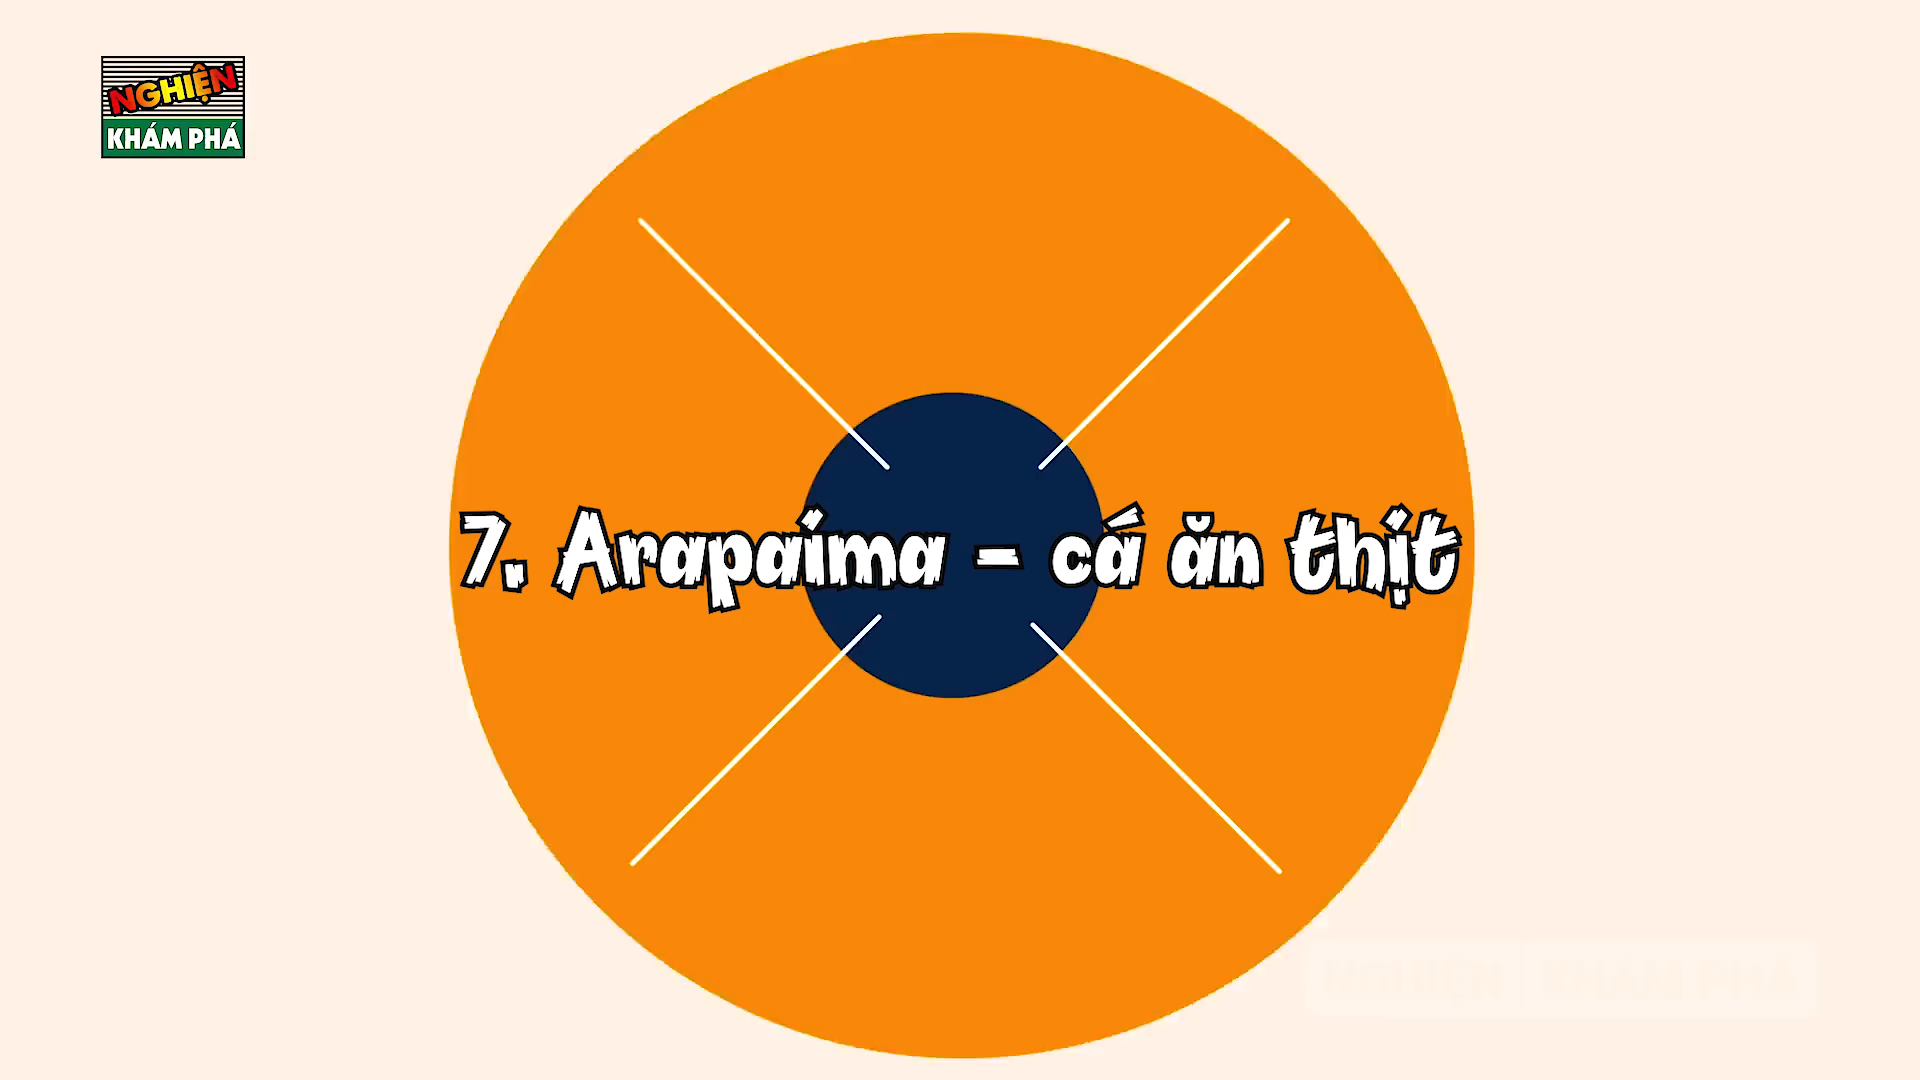 NGHIỆN
KHÁM PHÁ
7. Arapaima - cá ăn thịt